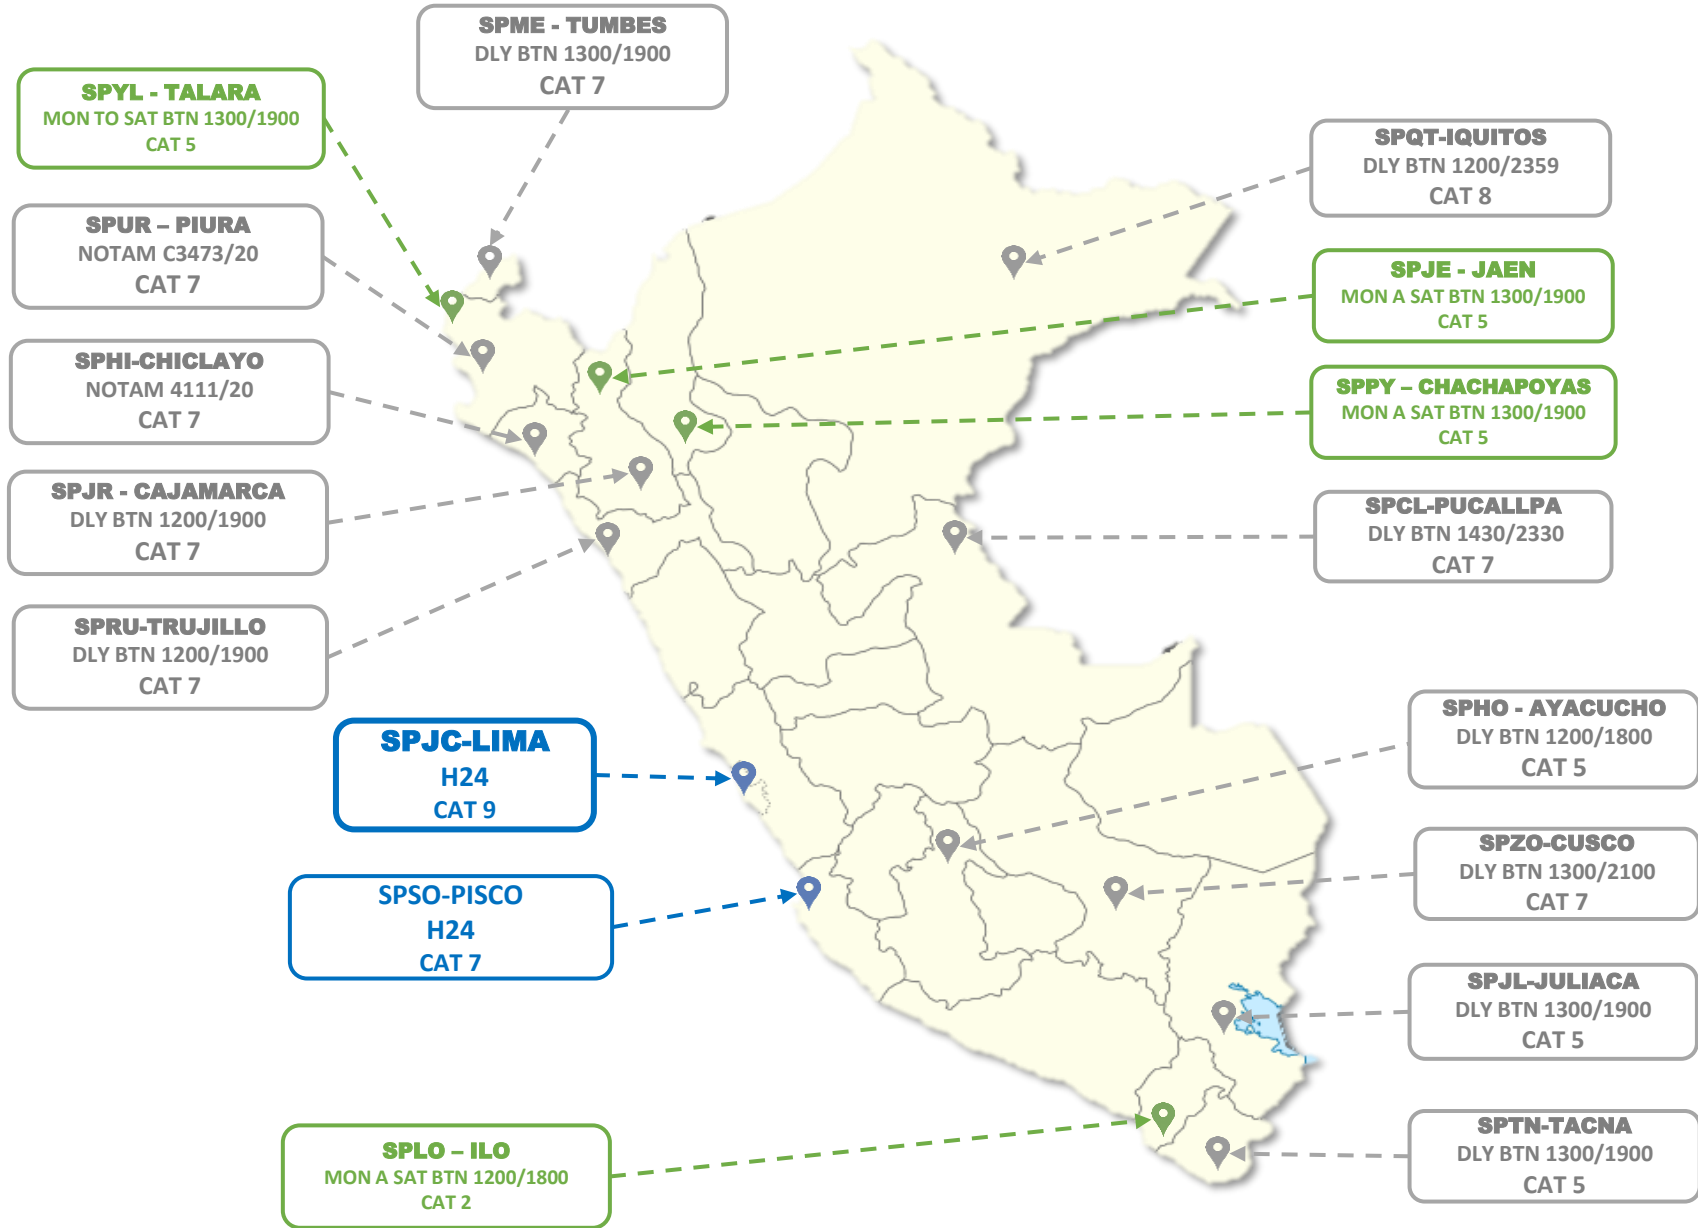 SPME - TUMBES
DLY BTN 1300/1900
CAT 7
SPYL - TALARA
MON TO SAT BTN 1300/1900
CAT 5
SPUR – PIURA
NOTAM C3473/20
CAT 7
SPHI-CHICLAYO
NOTAM 4111/20
CAT 7
SPJR - CAJAMARCA
DLY BTN 1200/1900
CAT 7
SPRU-TRUJILLO
DLY BTN 1200/1900
CAT 7
SPJC-LIMA
H24
CAT 9
SPSO-PISCO
H24
CAT 7
SPLO – ILO
MON A SAT BTN 1200/1800
CAT 2
SPQT-IQUITOS
DLY BTN 1200/2359
CAT 8
SPJE - JAEN
MON A SAT BTN 1300/1900
CAT 5
SPPY – CHACHAPOYAS
MON A SAT BTN 1300/1900
CAT 5
SPCL-PUCALLPA
DLY BTN 1430/2330
CAT 7
SPHO - AYACUCHO
DLY BTN 1200/1800
CAT 5
SPZO-CUSCO
DLY BTN 1300/2100
CAT 7
SPJL-JULIACA
DLY BTN 1300/1900
CAT 5
SPTN-TACNA
DLY BTN 1300/1900
CAT 5